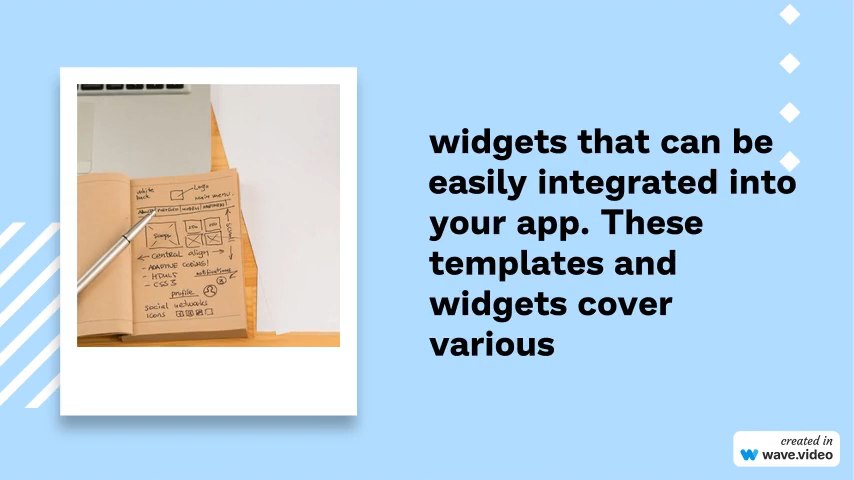 white
back
Logo
main menu
central align
- ADAPTIVE CODING!
- HTML5
- CSS3
notifications
profile
social networks
icons
widgets that can be
easily integrated into
your app. These
templates and
widgets cover
various
created in
wave.video